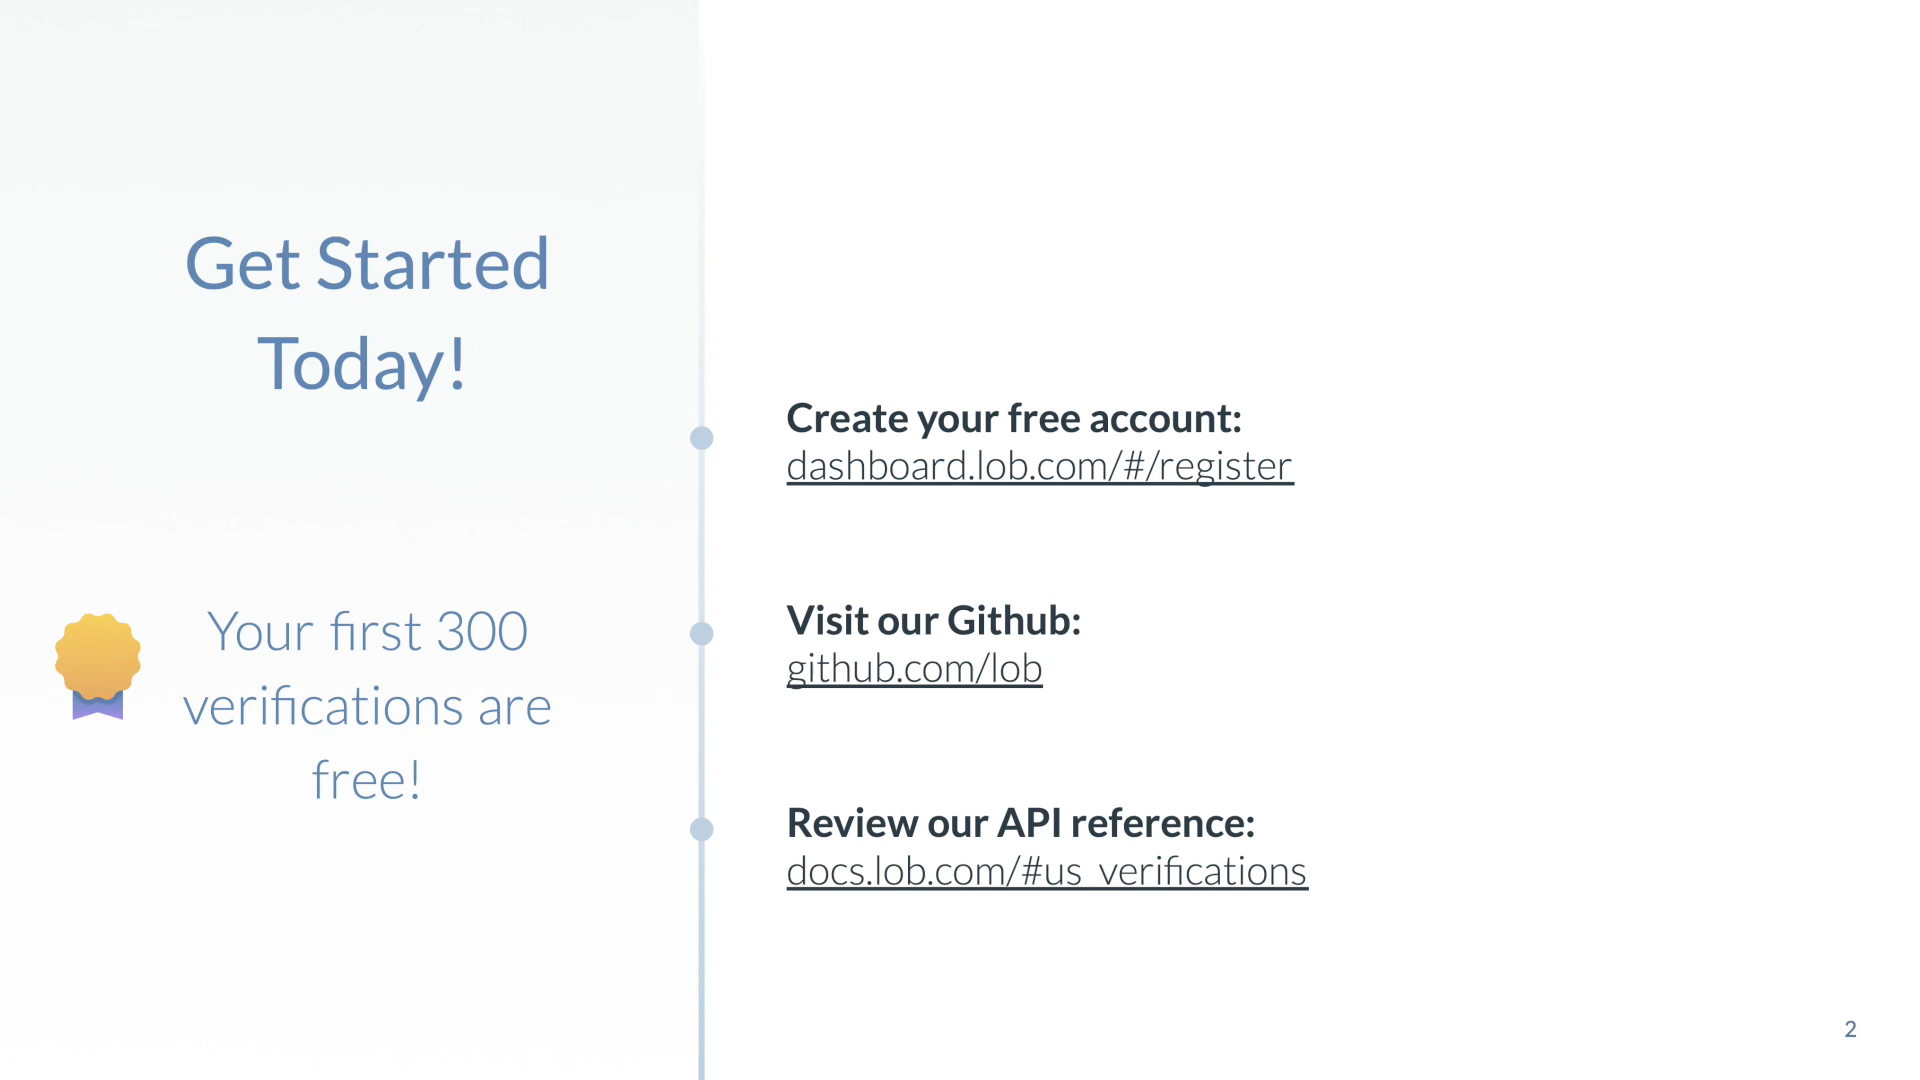 Get Started
Today!
Your first 300
verifications are
free!
Create your free account:
dashboard.lob.com/#/register
Visit our Github:
github.com/lob
Review our API reference:
docs.lob.com/#us_verifications
2